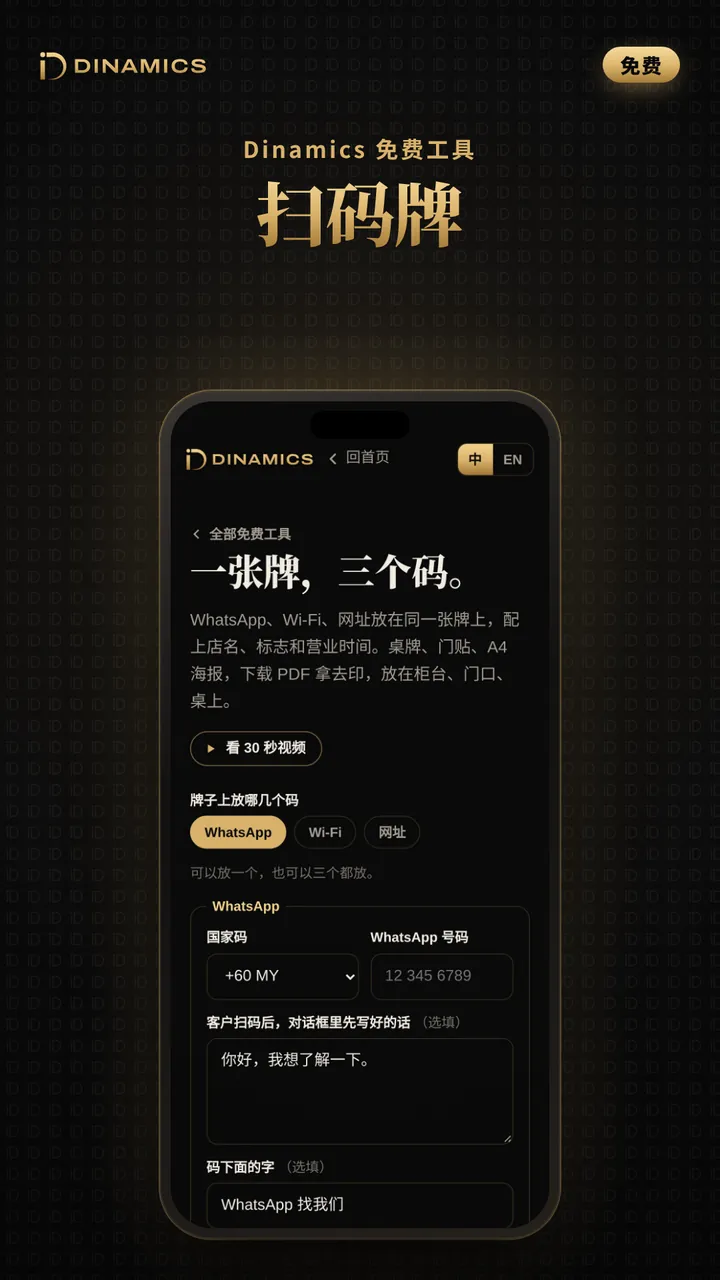 DINAMICS
免费
Dinamics 免费工具
扫码牌
DINAMICS
回首页
中
EN
全部免费工具
一张牌，三个码。
WhatsApp、Wi-Fi、网址放在同一张牌上，配
上店名、标志和营业时间。桌牌、门贴、A4
海报，下载 PDF 拿去印，放在柜台、门口、
桌上。
看 30 秒视频
牌子上放哪几个码
WhatsApp
Wi-Fi
网址
可以放一个，也可以三个都放。
WhatsApp
国家码
WhatsApp 号码
+60 MY
12 345 6789
客户扫码后，对话框里先写好的话 （选填）
你好，我想了解一下。
码下面的字 （选填）
WhatsApp 找我们